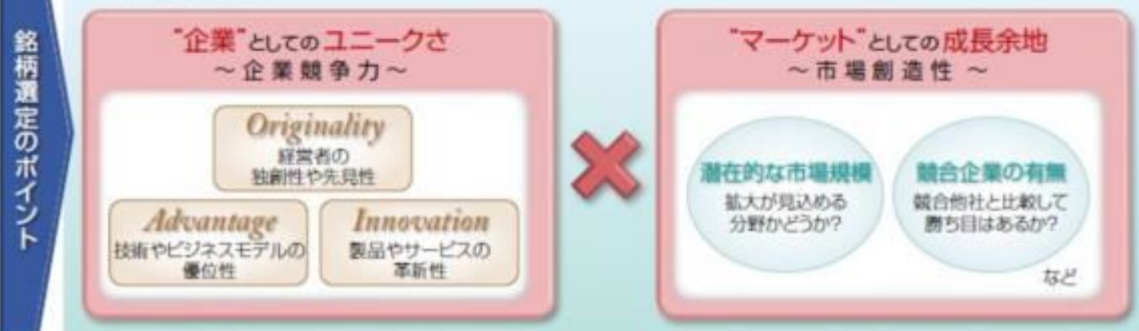 銘柄選定のポイント
"企業"としてのユニークさ
～企業競争力～
Originality
経営者の
独創性や先見性
Advantage
技術やビジネスモデルの
優位性
Innovation
製品やサービスの
革新性
"マーケット"としての成長余地
～市場創造性～
潜在的な市場規模
拡大が見込める
分野かどうか?
競合企業の有無
競合他社と比較して
勝ち目はあるか?
など